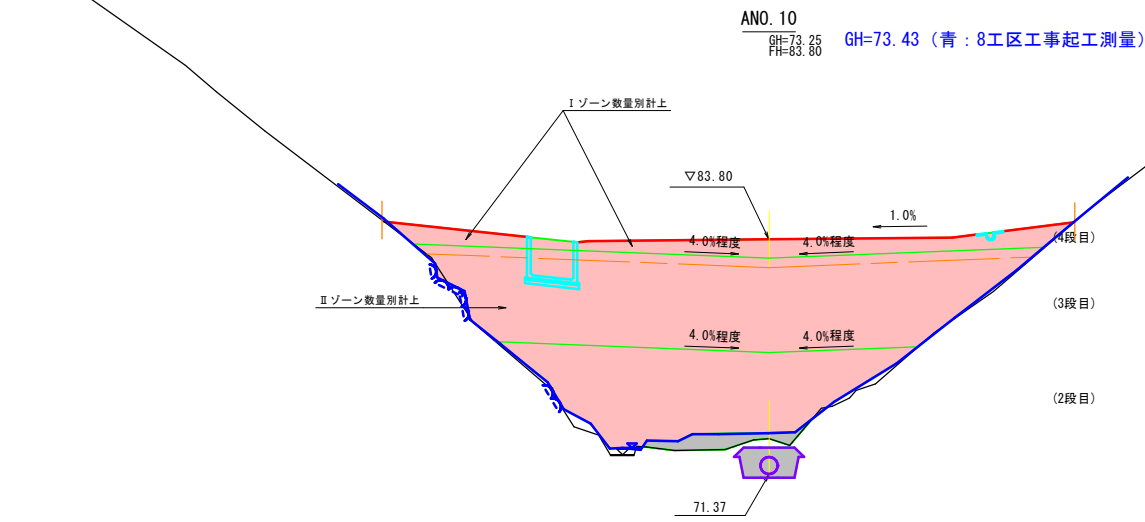 ANO. 10
GH=73.25
FH=83.80
GH=73.43 (青：8工区工事起工測量)
Ⅰゾーン数量別計上
▽83.80
1.0%
4.0%程度
4.0%程度
(4段目)
Ⅱゾーン数量別計上
(3段目)
4.0%程度
4.0%程度
(2段目)
71.37